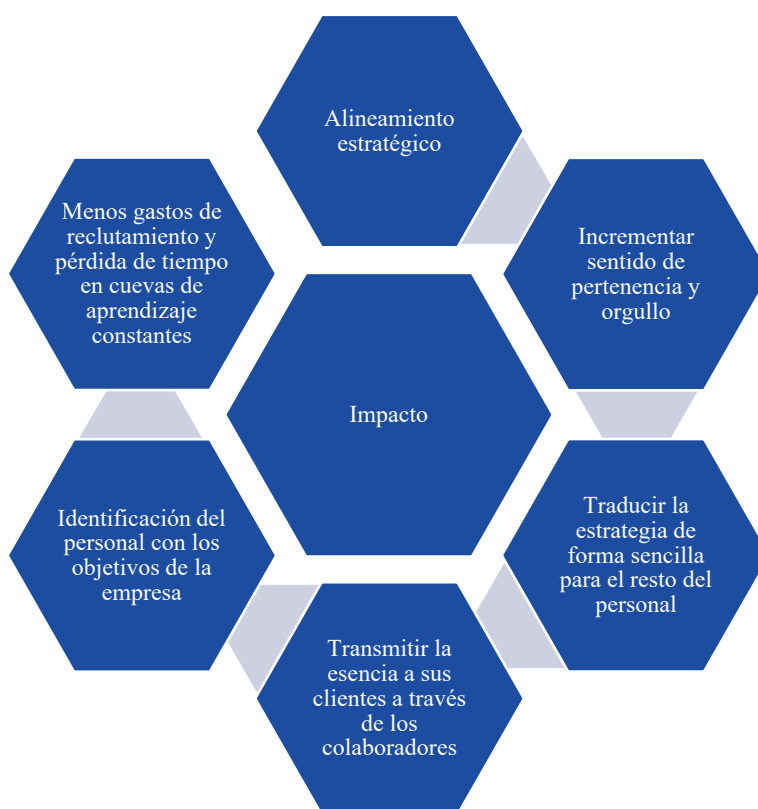 Alineamiento
estratégico
Incrementar
sentido de
pertenencia y
orgullo
Traducir la
estrategia de
forma sencilla
para el resto del
personal
Transmitir la
esencia a sus
clientes a través
de los
colaboradores
Identificación del
personal con los
objetivos de la
empresa
Menos gastos de
reclutamiento y
pérdida de tiempo
en cuevas de
aprendizaje
constantes
Impacto